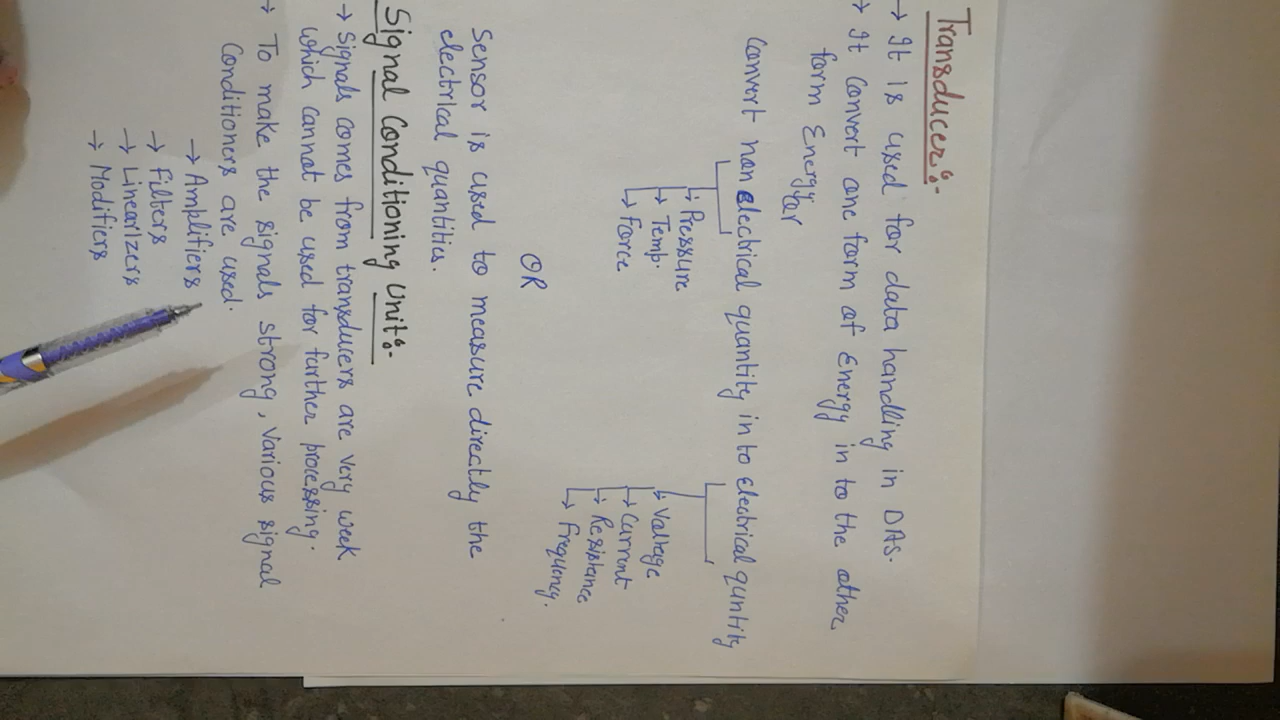 Transducer:-
→ It is used for data handling in DAs.
→ It convert one form of Energy in to the other
form Energy.
or
convert non electrical quantity in to Electrical quntity
→ Pressure
→ Temp.
→ Force
→ Voltage
→ Current
→ Resistance
→ Frequency.
OR
Sensor is used to measure directly the
electrical quantities.
Signal Conditioning Unit:-
→ Signals comes from transducers are very week
which cannot be used for further processing.
→ To make the signals strong, various signal
Conditioners are used.
→ Amplifiers
→ Filters
→ Linearizers
→ Modifiers